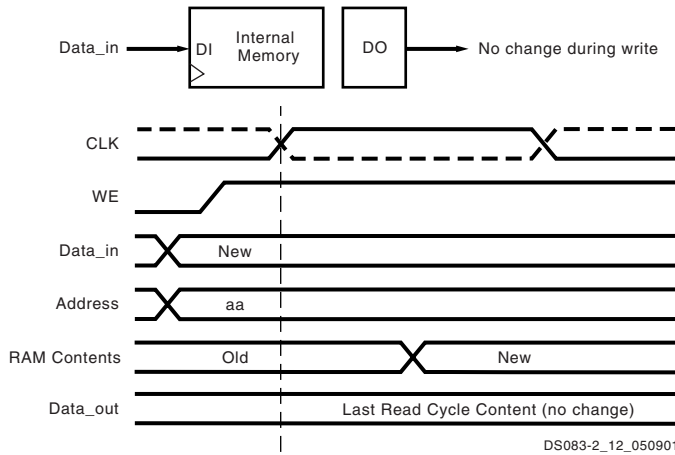 Data_in
DI
Internal
Memory
DO
No change during write
CLK
WE
Data_in
New
Address
aa
RAM Contents
Old
New
Data_out
Last Read Cycle Content (no change)
DS083-2_12_050901